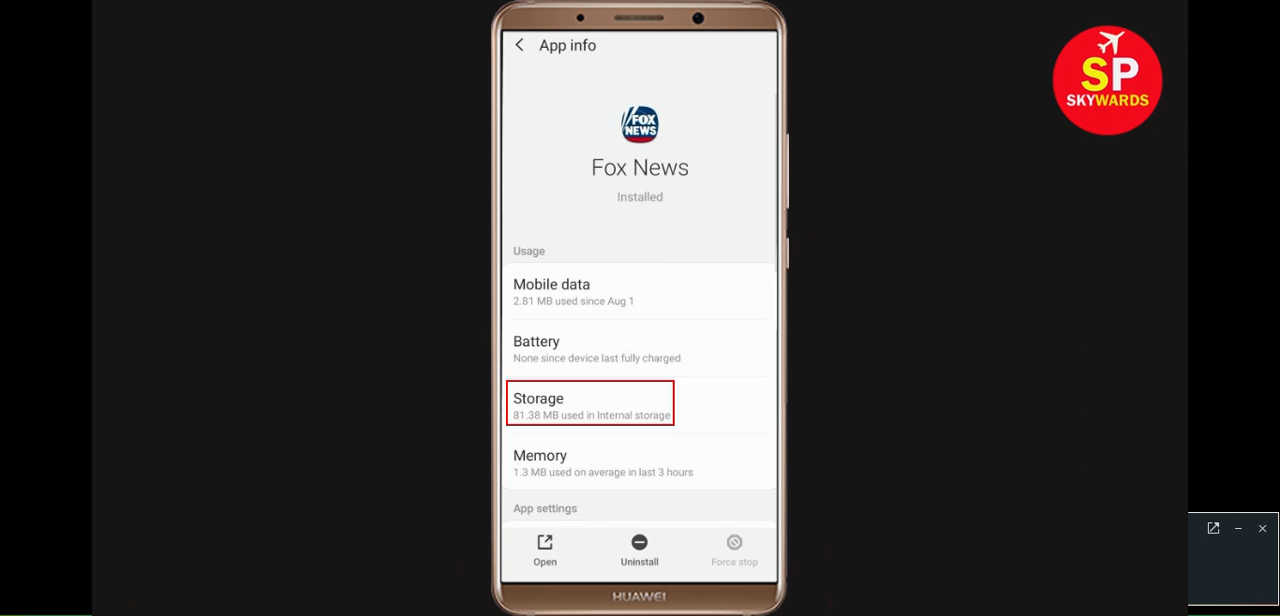 App info
FOX
NEWS
Fox News
Installed
Usage
Mobile data
2.81 MB used since Aug 1
Battery
None since device last fully charged
Storage
81.38 MB used in Internal storage
Memory
1.3 MB used on average in last 3 hours
App settings
Open
Uninstall
Force stop
HUAWEI
SP
SKYWARDS